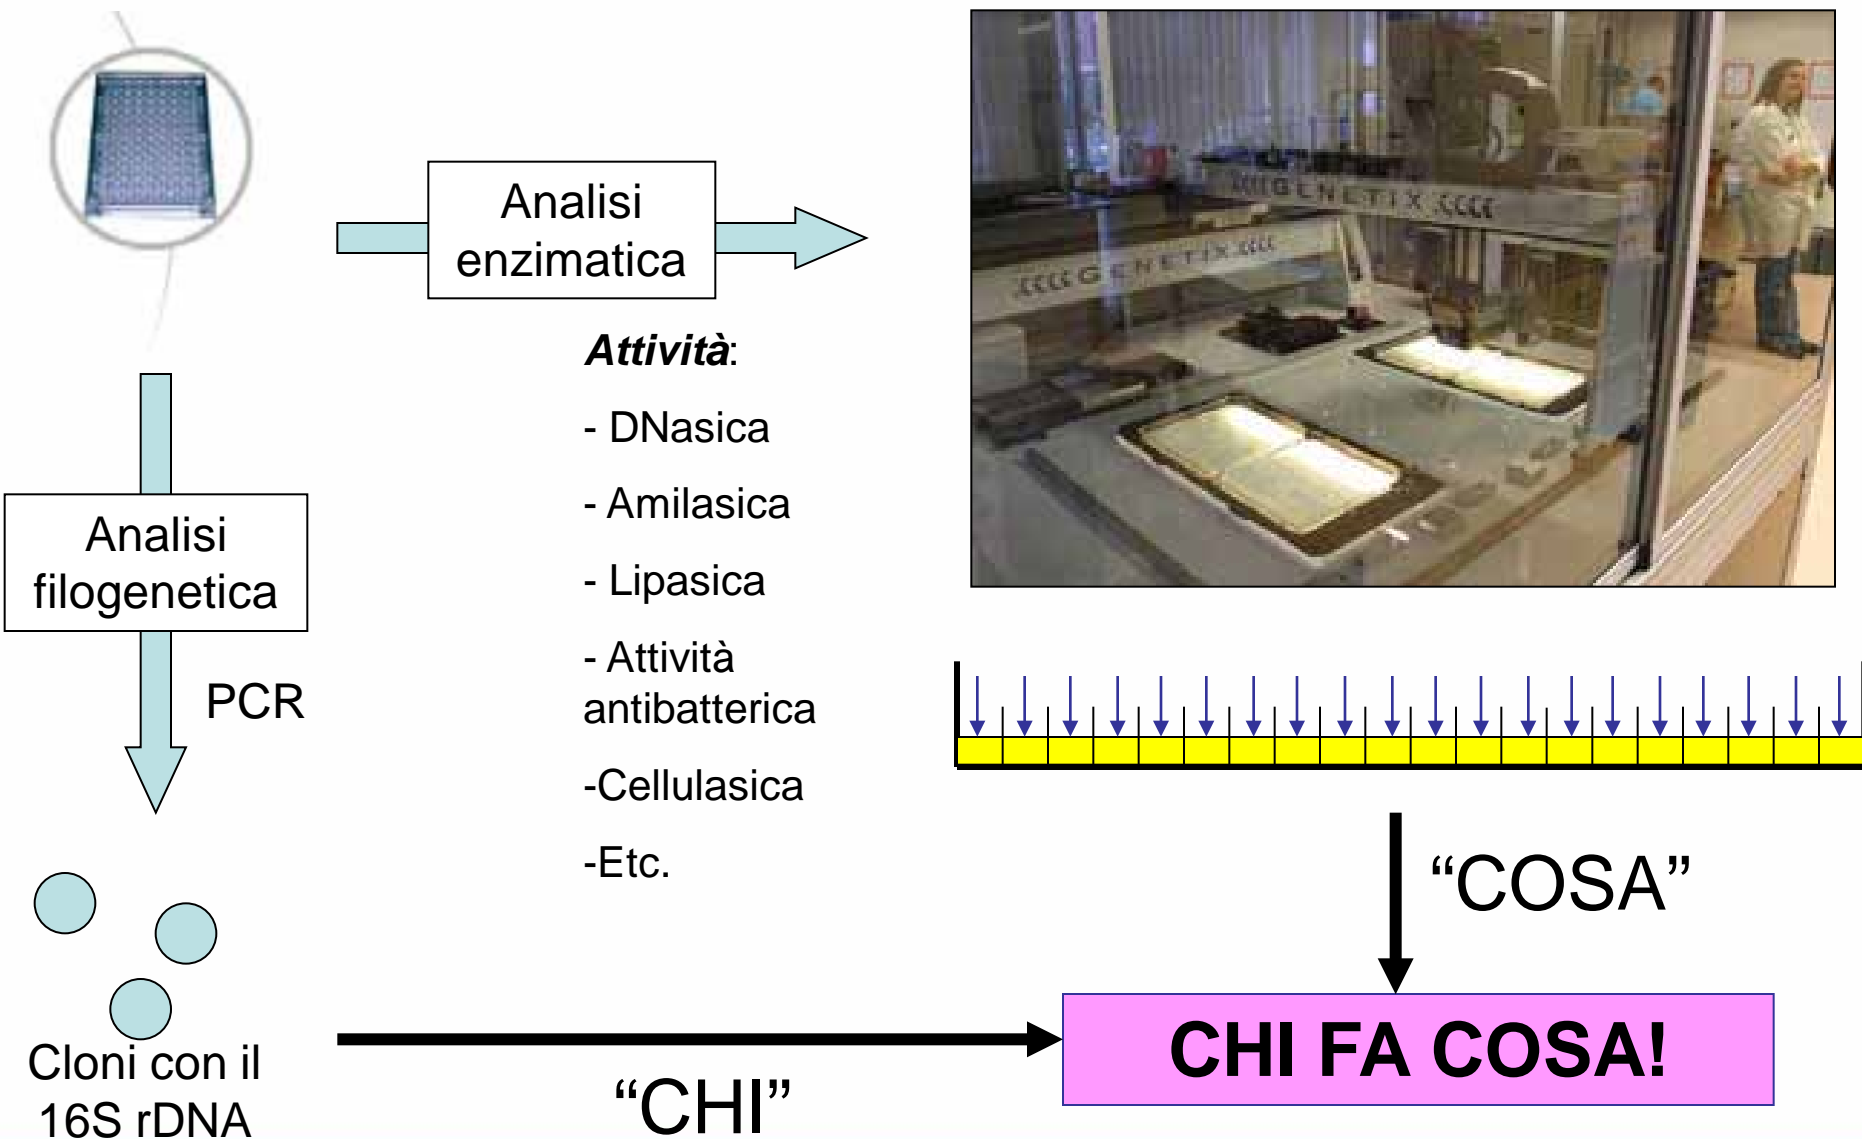 Analisi
enzimatica
GENETIX
GENETIX
Attività:
- DNasica
- Amilasica
- Lipasica
- Attività
antibatterica
-Cellulasica
-Etc.
Analisi
filogenetica
PCR
Cloni con il
16S rDNA
“CHI”
“COSA”
CHI FA COSA!